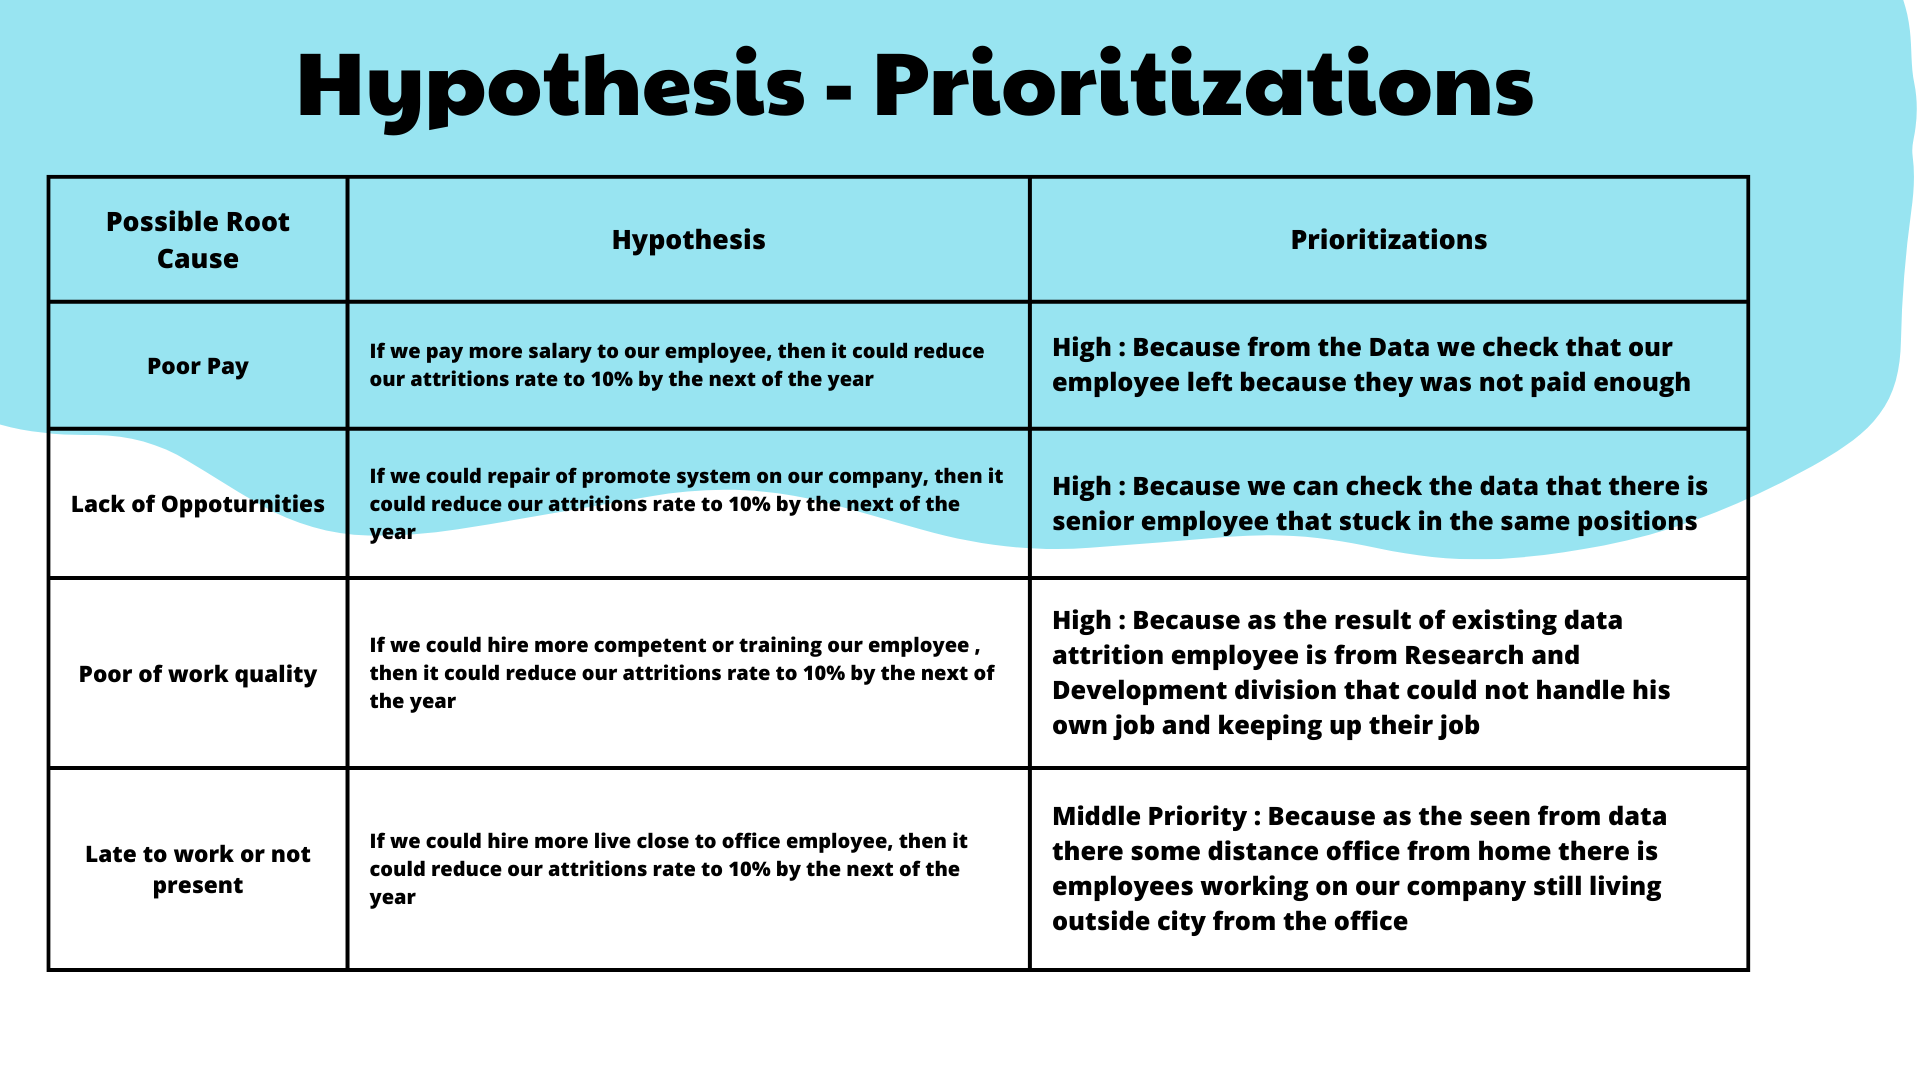 Hypothesis - Prioritizations
Possible Root
Cause
Hypothesis
Prioritizations
Poor Pay
If we pay more salary to our employee, then it could reduce
our attritions rate to 10% by the next of the year
High : Because from the Data we check that our
employee left because they was not paid enough
Lack of Oppoturnities
If we could repair of promote system on our company, then it
could reduce our attritions rate to 10% by the next of the
year
High : Because we can check the data that there is
senior employee that stuck in the same positions
Poor of work quality
If we could hire more competent or training our employee ,
then it could reduce our attritions rate to 10% by the next of
the year
High : Because as the result of existing data
attrition employee is from Research and
Development division that could not handle his
own job and keeping up their job
Late to work or not
present
If we could hire more live close to office employee, then it
could reduce our attritions rate to 10% by the next of the
year
Middle Priority : Because as the seen from data
there some distance office from home there is
employees working on our company still living
outside city from the office